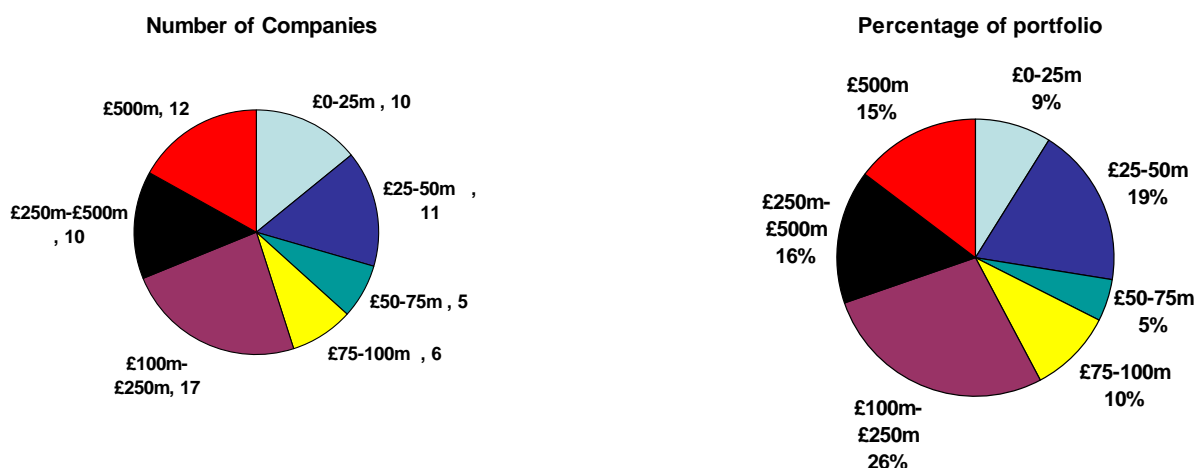 Number of Companies
£500m, 12
£0-25m , 10
£25-50m ,
11
£250m-£500m
, 10
£50-75m , 5
£75-100m , 6
£100m-
£250m, 17
Percentage of portfolio
£500m
15%
£0-25m
9%
£25-50m
19%
£250m-
£500m
16%
£50-75m
5%
£75-100m
10%
£100m-
£250m
26%